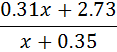 0.31x + 2.73
x + 0.35